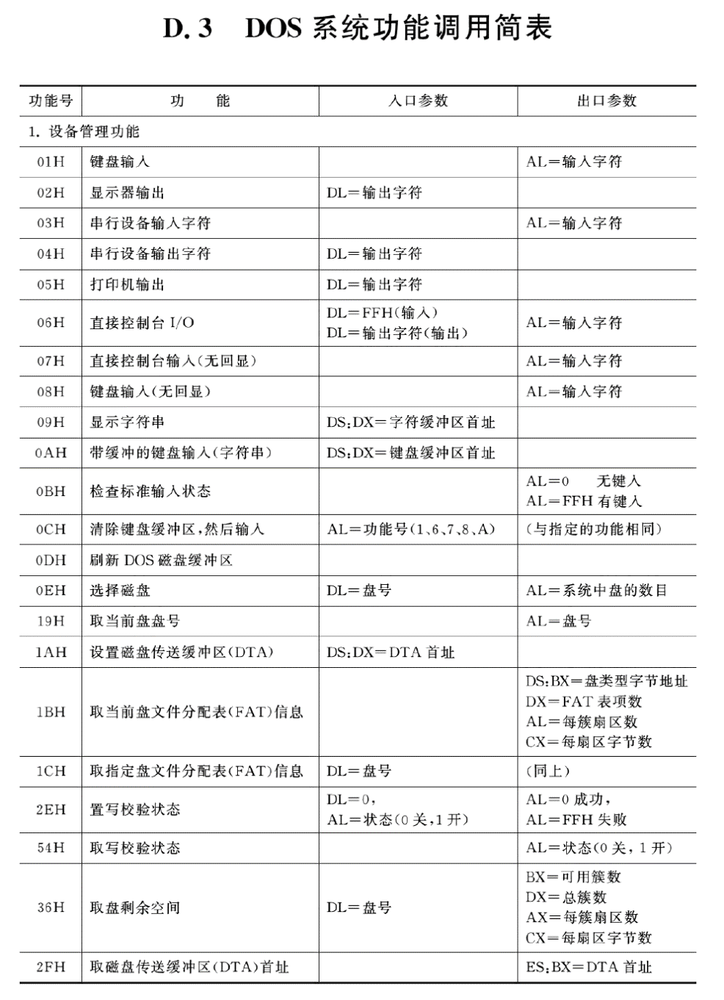 D.3 DOS 系统功能调用简表
功能号 功 能 入口参数 出口参数
1. 设备管理功能
01H 键盘输入 AL=输入字符
02H 显示器输出 DL=输出字符
03H 串行设备输入字符 AL=输入字符
04H 串行设备输出字符 DL=输出字符
05H 打印机输出 DL=输出字符
06H 直接控制台 I/O DL=FFH(输入)
DL=输出字符(输出) AL=输入字符
07H 直接控制台输入(无回显) AL=输入字符
08H 键盘输入(无回显) AL=输入字符
09H 显示字符串 DS:DX=字符缓冲区首址
0AH 带缓冲的键盘输入(字符串) DS:DX=键盘缓冲区首址
0BH 检查标准输入状态 AL=0 无键入
AL=FFH 有键入
0CH 清除键盘缓冲区,然后输入 AL=功能号(1、6、7、8、A) (与指定的功能相同)
0DH 刷新 DOS 磁盘缓冲区
0EH 选择磁盘 DL=盘号 AL=系统中盘的数目
19H 取当前盘盘号 AL=盘号
1AH 设置磁盘传送缓冲区(DTA) DS:DX=DTA 首址
1BH 取当前盘文件分配表(FAT)信息 DS:BX=盘类型字节地址
DX=FAT 表项数
AL=每簇扇区数
CX=每扇区字节数
1CH 取指定盘文件分配表(FAT)信息 DL=盘号 (同上)
2EH 置写校验状态 DL=0,
AL=状态(0 关,1 开) AL=0 成功,
AL=FFH 失败
54H 取写校验状态 AL=状态(0 关, 1 开)
36H 取盘剩余空间 DL=盘号 BX=可用簇数
DX=总簇数
AX=每簇扇区数
CX=每扇区字节数
2FH 取磁盘传送缓冲区(DTA)首址 ES:BX=DTA 首址